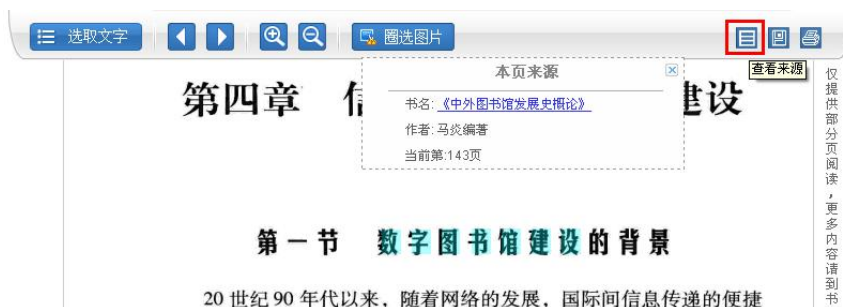 选取文字
圈选图片
查看来源
本页来源
第四章 信
建设
书名:《中外图书馆发展史概论》
作者:马炎编著
当前第:143页
第一节 数字图书馆建设的背景
20 世纪 90 年代以来，随着网络的发展，国际间信息传递的便捷
仅提供部分页阅读，更多内容请到书